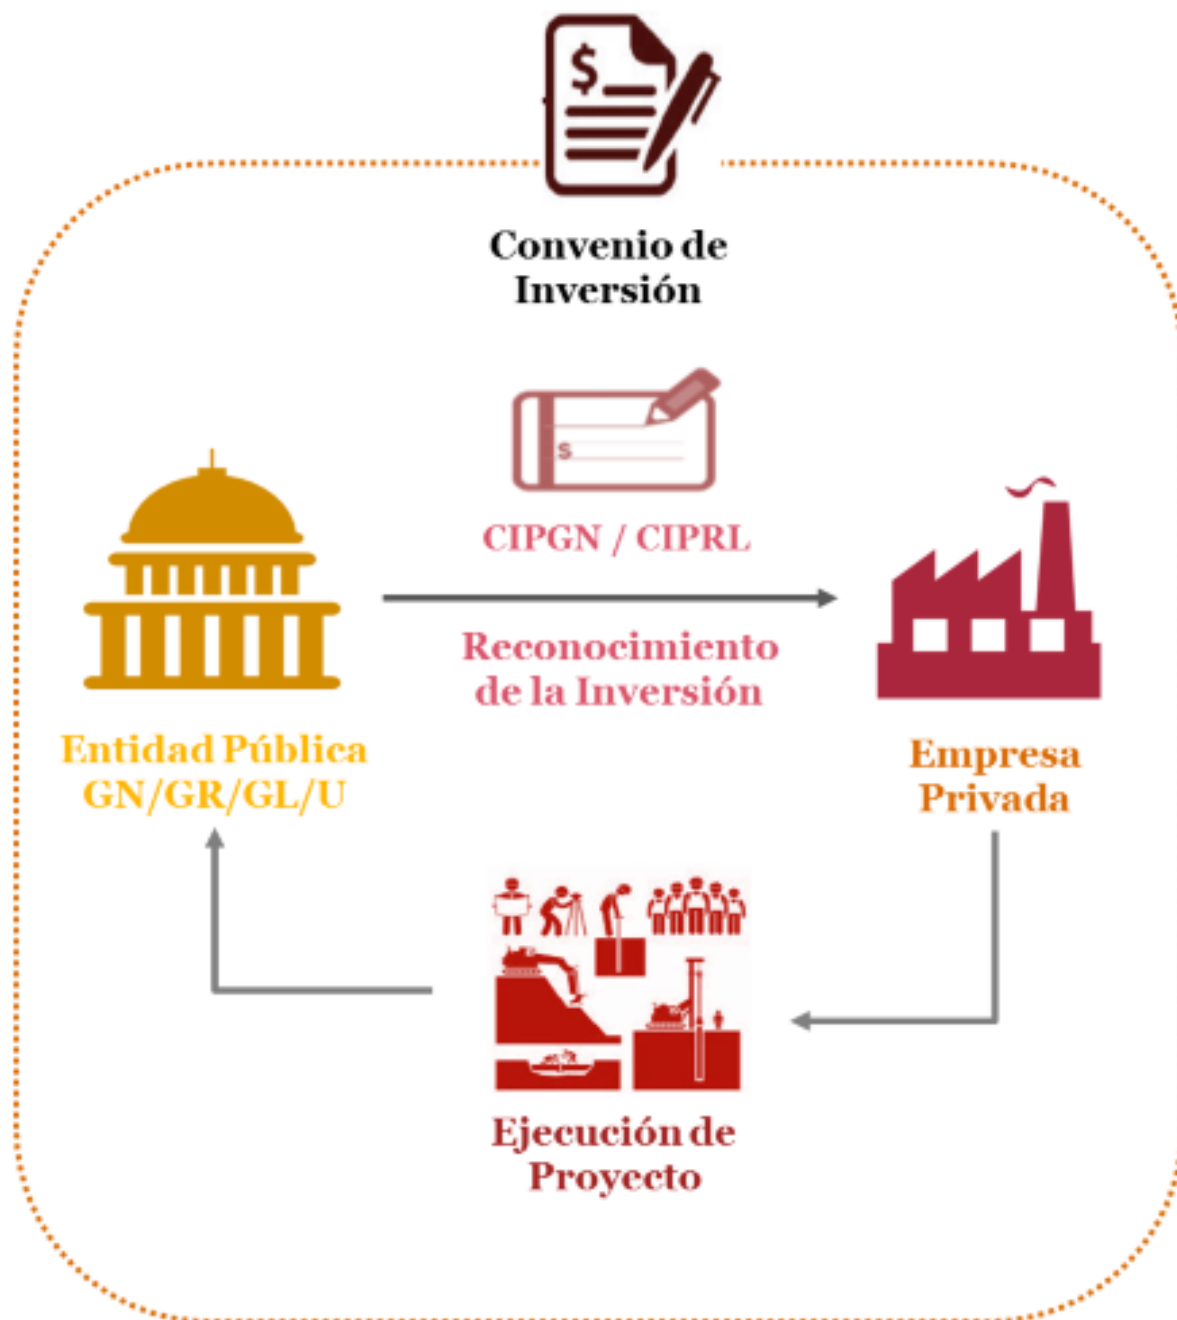 $
Convenio de
Inversión
$
CIPGN / CIPRL
Reconocimiento
de la Inversión
Entidad Pública
GN/GR/GL/U
Empresa
Privada
Ejecución de
Proyecto